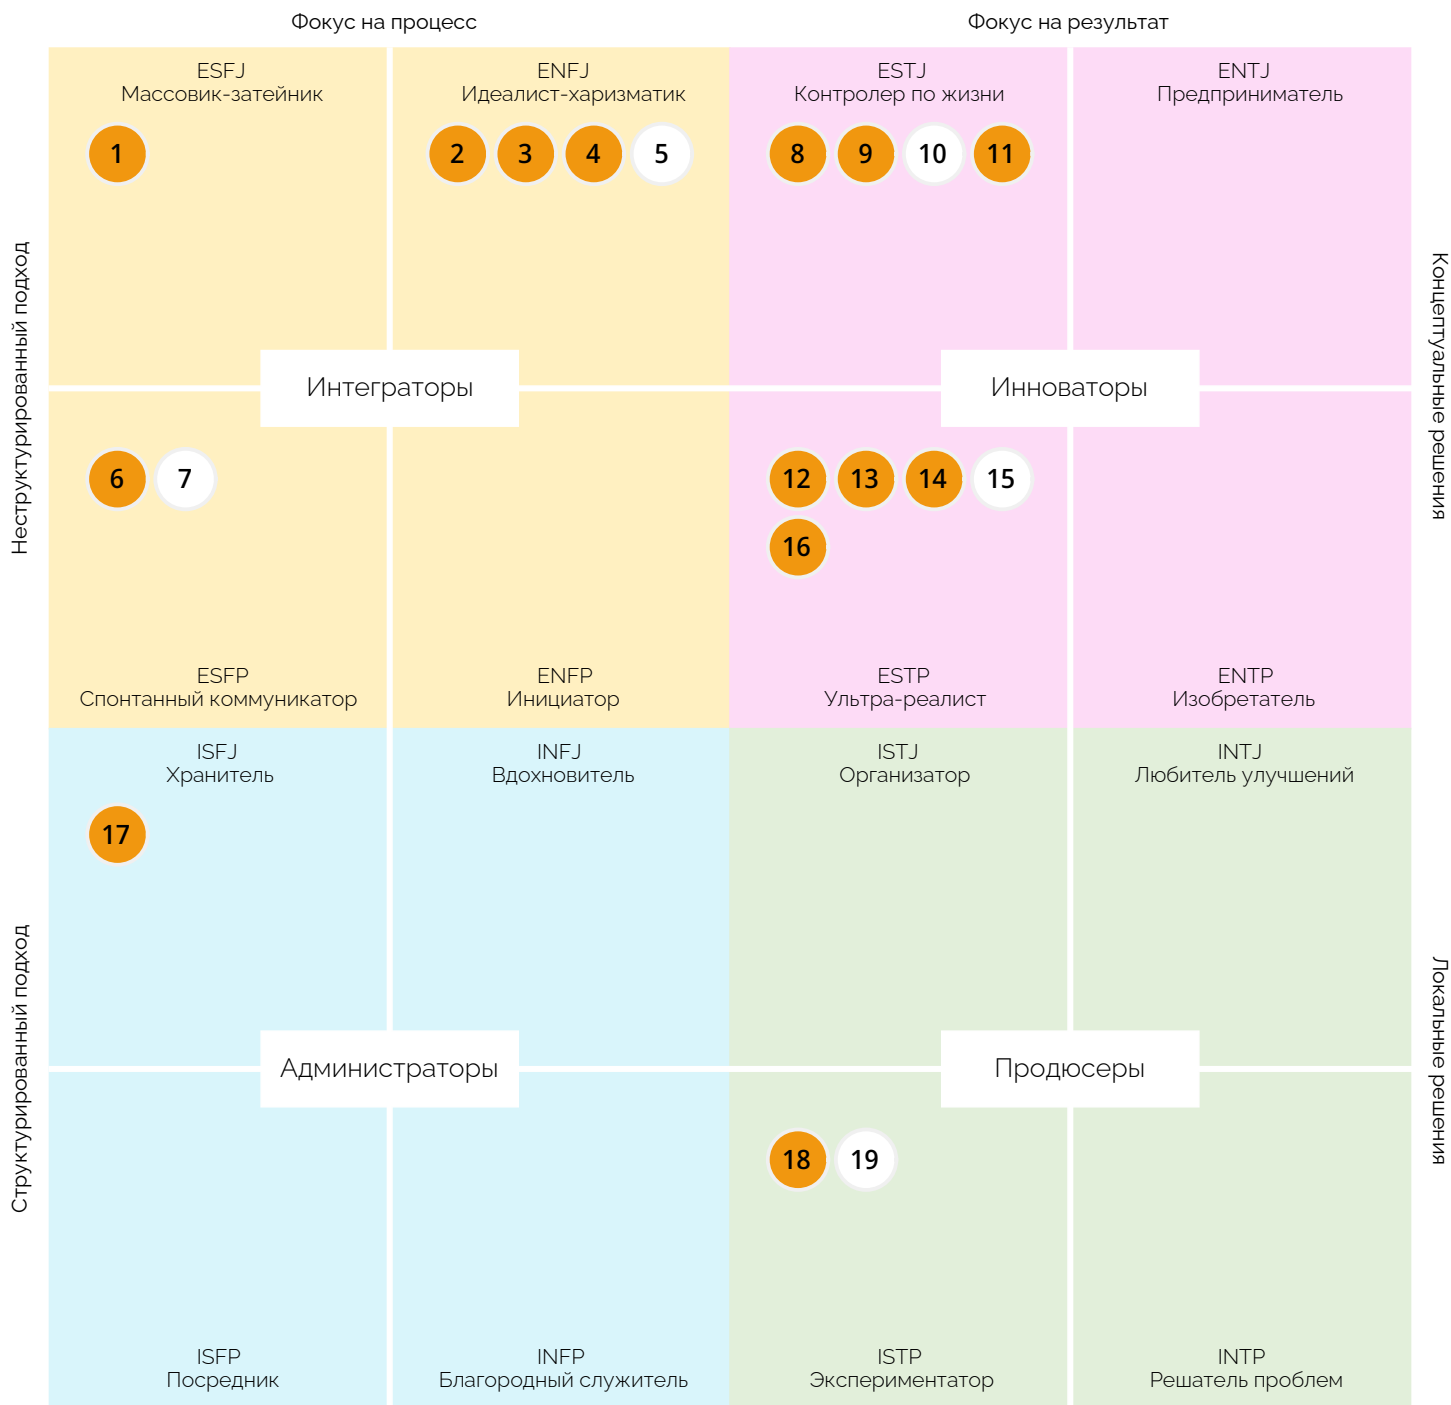 Фокус на процесс
Фокус на результат
ESFJ
Массовик-затейник
ENFJ
Идеалист-харизматик
ESTJ
Контролер по жизни
ENTJ
Предприниматель
1
2
3
4
5
8
9
10
11
Неструктурированный подход
Концептуальные решения
Интеграторы
Инноваторы
6
7
12
13
14
15
16
ESFP
Спонтанный коммуникатор
ENFP
Инициатор
ESTP
Ультра-реалист
ENTP
Изобретатель
ISFJ
Хранитель
INFJ
Вдохновитель
ISTJ
Организатор
INTJ
Любитель улучшений
17
Структурированный подход
Локальные решения
Администраторы
Продюсеры
18
19
ISFP
Посредник
INFP
Благородный служитель
ISTP
Экспериментатор
INTP
Решатель проблем